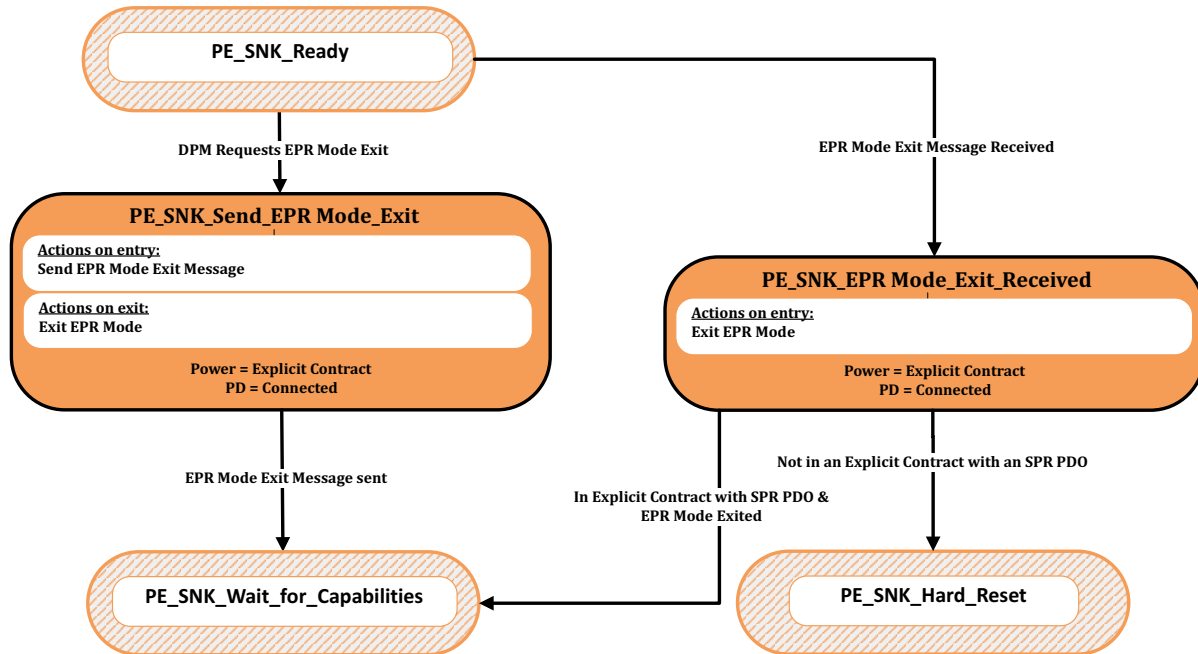 PE_SNK_Ready
DPM Requests EPR Mode Exit
EPR Mode Exit Message Received
PE_SNK_Send_EPR Mode_Exit
Actions on entry:
Send EPR Mode Exit Message
Actions on exit:
Exit EPR Mode
Power = Explicit Contract
PD = Connected
PE_SNK_EPR Mode_Exit_Received
Actions on entry:
Exit EPR Mode
Power = Explicit Contract
PD = Connected
EPR Mode Exit Message sent
Not in an Explicit Contract with an SPR PDO
In Explicit Contract with SPR PDO &
EPR Mode Exited
PE_SNK_Wait_for_Capabilities
PE_SNK_Hard_Reset